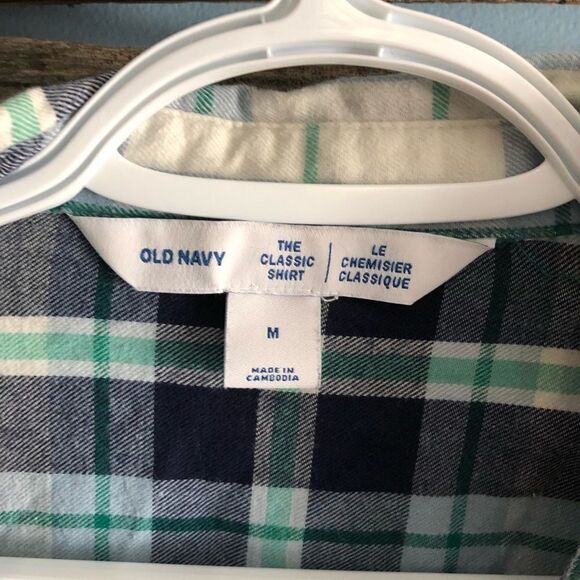 OLD NAVY
THE
CLASSIC
SHIRT
LE
CHEMISIER
CLASSIQUE
M
MADE IN
CAMBODIA